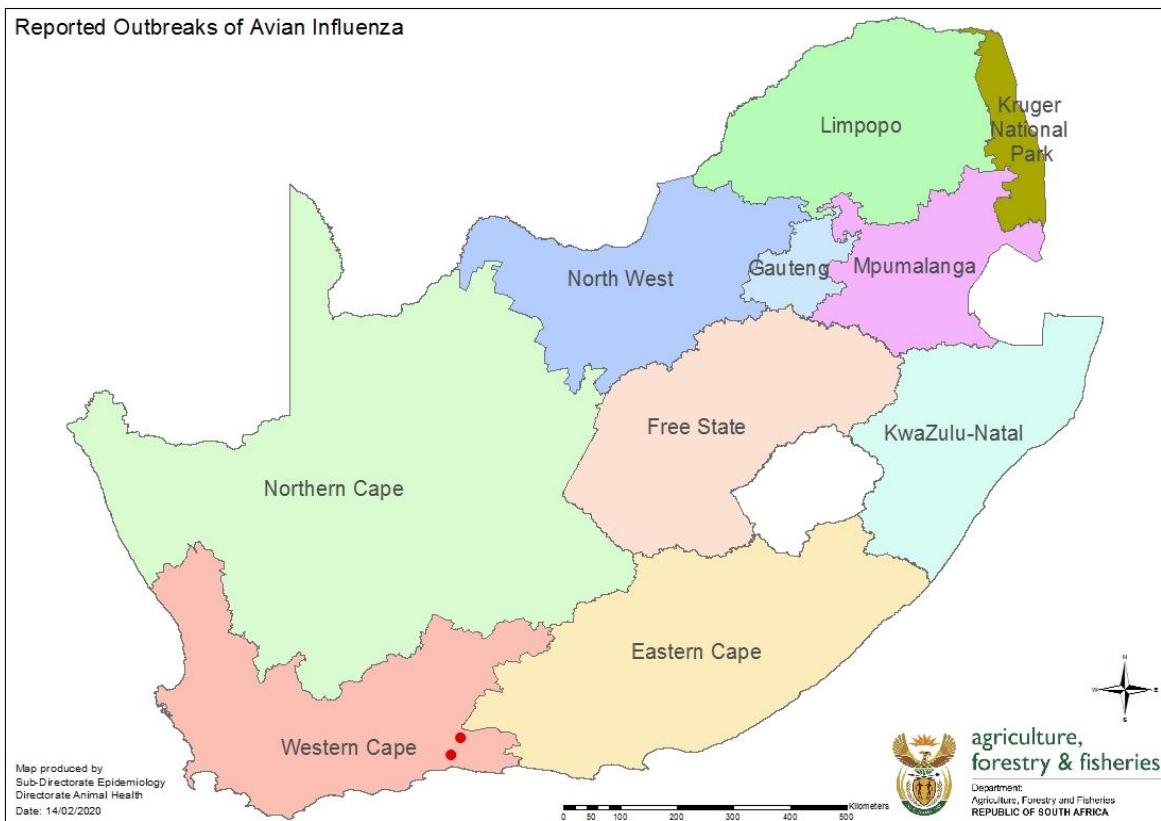 Reported Outbreaks of Avian Influenza
Limpopo
Kruger
National
Park
North West
Gauteng
Mpumalanga
Free State
KwaZulu-Natal
Northern Cape
Eastern Cape
Western Cape
N
W E
S
Map produced by
Sub-Directorate Epidemiology
Directorate Animal Health
Date: 14/02/2020
Kilometers
0 50 100 200 300 400 500
agriculture,
forestry & fisheries
Department:
Agriculture, Forestry and Fisheries
REPUBLIC OF SOUTH AFRICA